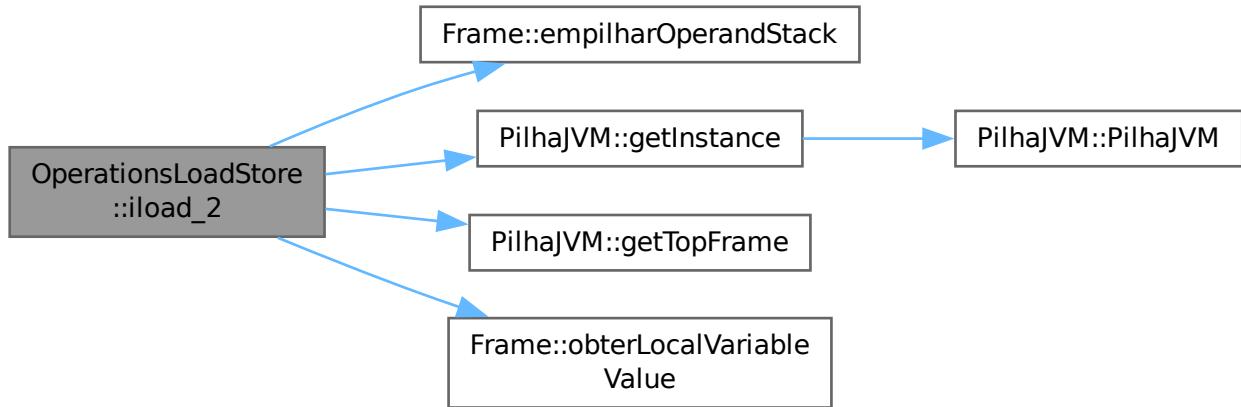 Frame::empilharOperandStack
OperationsLoadStore
::iload_2
PilhaJVM::getInstance
PilhaJVM::PilhaJVM
PilhaJVM::getTopFrame
Frame::obterLocalVariable
Value